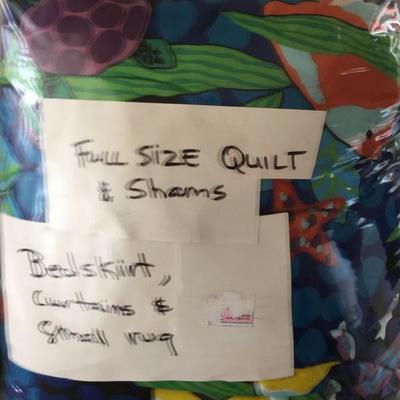 Full SIZE QUILT
& Shams
Bedskirt,,
Curtains &
Small rug